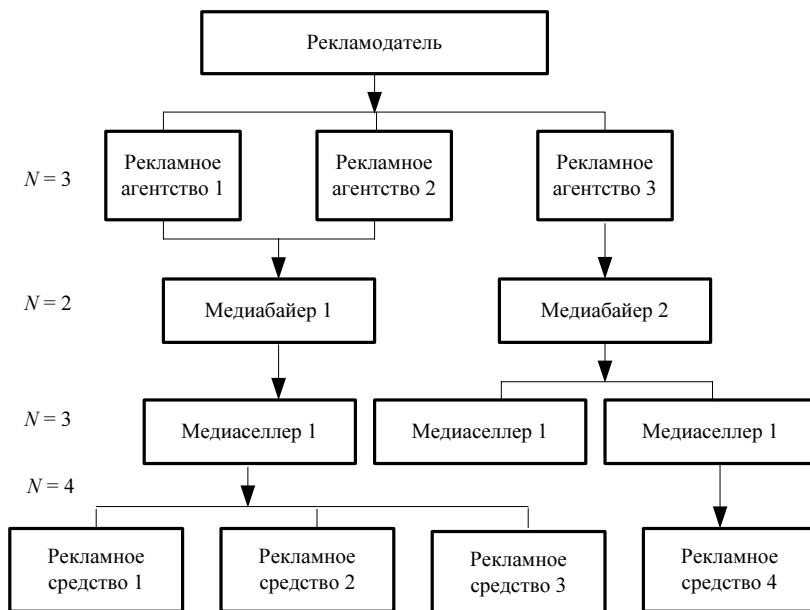 Рекламодатель
N = 3
Рекламное
агентство 1
Рекламное
агентство 2
Рекламное
агентство 3
N = 2
Медиабайер 1
Медиабайер 2
N = 3
Медиаселлер 1
Медиаселлер 1
Медиаселлер 1
N = 4
Рекламное
средство 1
Рекламное
средство 2
Рекламное
средство 3
Рекламное
средство 4